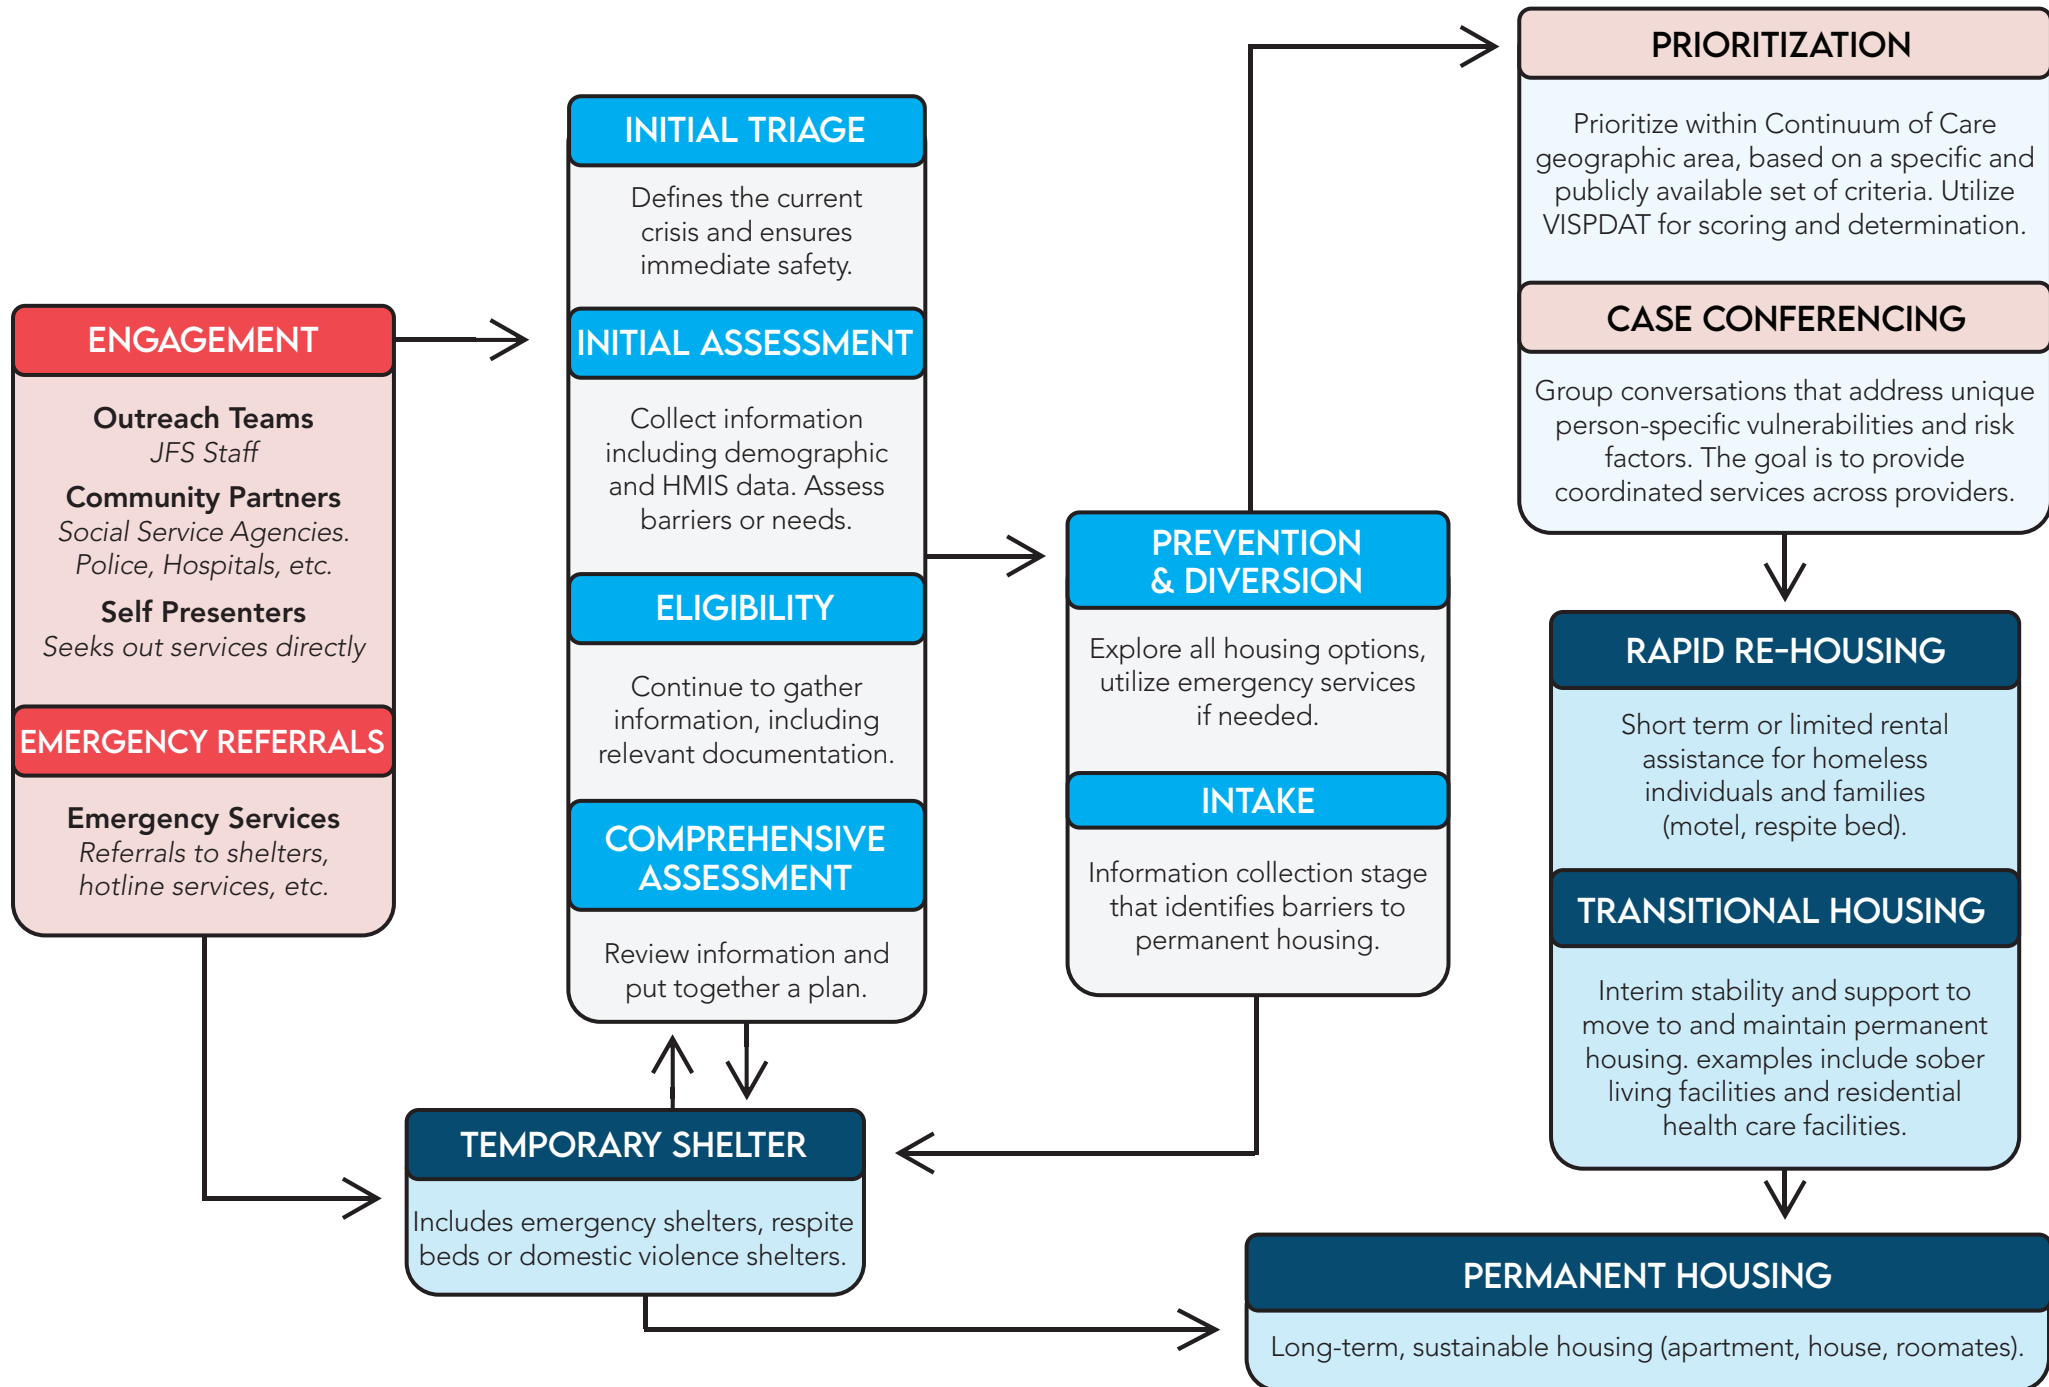 ENGAGEMENT
Outreach Teams
JFS Staff
Community Partners
Social Service Agencies.
Police, Hospitals, etc.
Self Presenters
Seeks out services directly
EMERGENCY REFERRALS
Emergency Services
Referrals to shelters,
hotline services, etc.
INITIAL TRIAGE
Defines the current
crisis and ensures
immediate safety.
INITIAL ASSESSMENT
Collect information
including demographic
and HMIS data. Assess
barriers or needs.
ELIGIBILITY
Continue to gather
information, including
relevant documentation.
COMPREHENSIVE
ASSESSMENT
Review information and
put together a plan.
TEMPORARY SHELTER
Includes emergency shelters, respite
beds or domestic violence shelters.
PREVENTION
& DIVERSION
Explore all housing options,
utilize emergency services
if needed.
INTAKE
Information collection stage
that identifies barriers to
permanent housing.
PRIORITIZATION
Prioritize within Continuum of Care
geographic area, based on a specific and
publicly available set of criteria. Utilize
VISPDAT for scoring and determination.
CASE CONFERENCING
Group conversations that address unique
person-specific vulnerabilities and risk
factors. The goal is to provide
coordinated services across providers.
RAPID RE-HOUSING
Short term or limited rental
assistance for homeless
individuals and families
(motel, respite bed).
TRANSITIONAL HOUSING
Interim stability and support to
move to and maintain permanent
housing. examples include sober
living facilities and residential
health care facilities.
PERMANENT HOUSING
Long-term, sustainable housing (apartment, house, roomates).